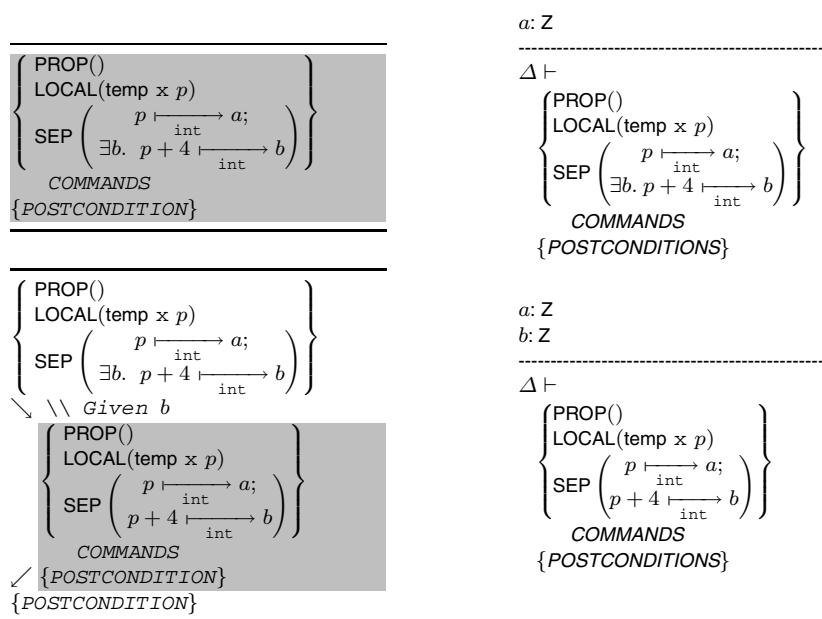 PROP()
LOCAL(temp x p)
SEP ( p ⟼int a;
∃b. p + 4 ⟼int b )
COMMANDS
{POSTCONDITION}
PROP()
LOCAL(temp x p)
SEP ( p ⟼int a;
∃b. p + 4 ⟼int b )
↘ \\ Given b
PROP()
LOCAL(temp x p)
SEP ( p ⟼int a;
p + 4 ⟼int b )
COMMANDS
↙ {POSTCONDITION}
{POSTCONDITION}
a: Z
Δ ⊢
PROP()
LOCAL(temp x p)
SEP ( p ⟼int a;
∃b. p + 4 ⟼int b )
COMMANDS
{POSTCONDITIONS}
a: Z
b: Z
Δ ⊢
PROP()
LOCAL(temp x p)
SEP ( p ⟼int a;
p + 4 ⟼int b )
COMMANDS
{POSTCONDITIONS}